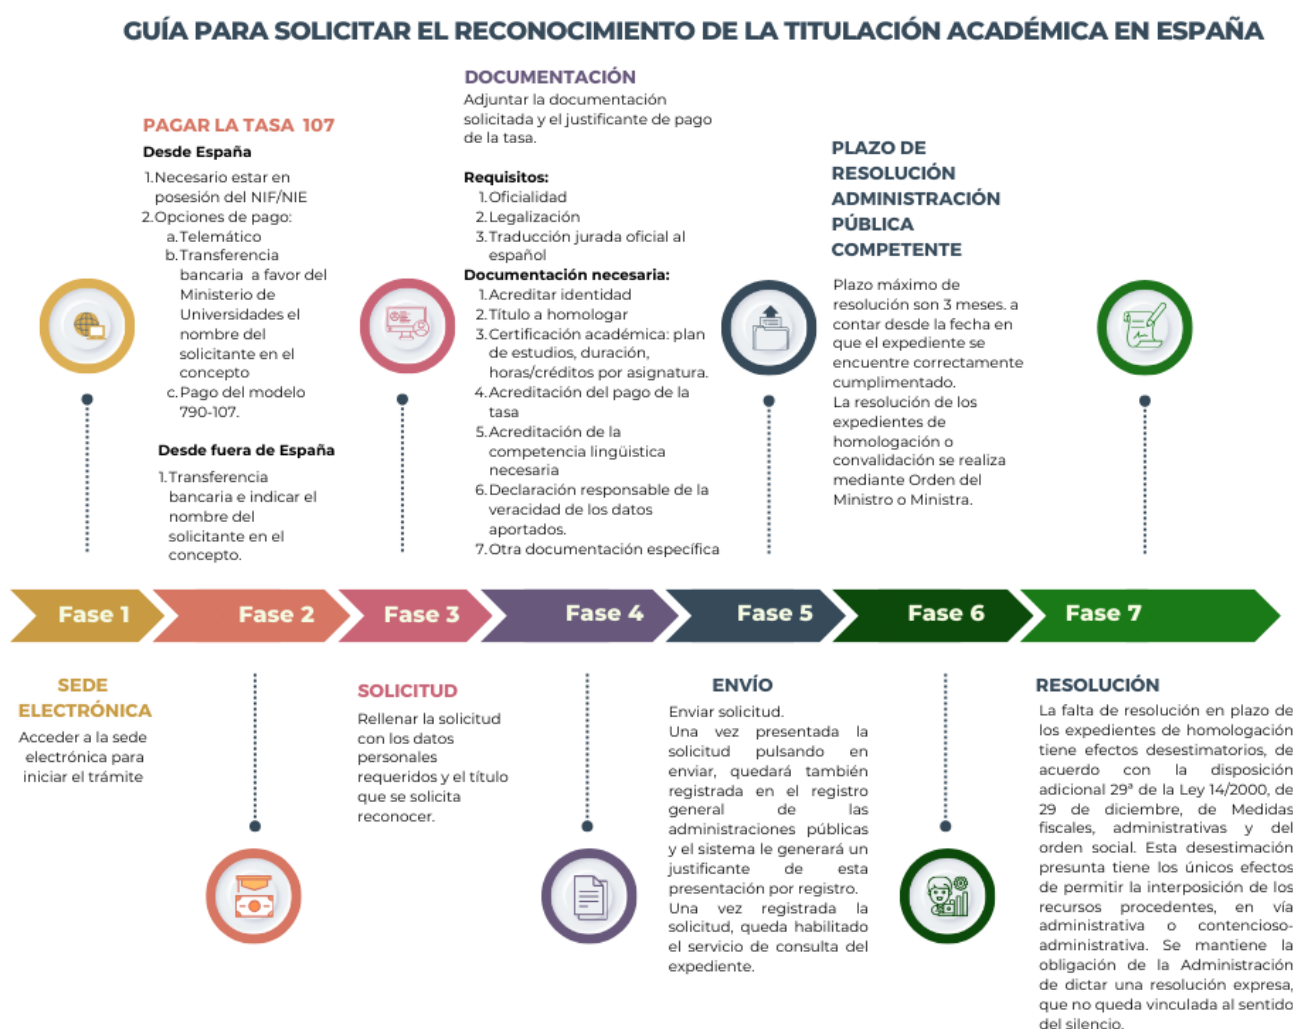 GUÍA PARA SOLICITAR EL RECONOCIMIENTO DE LA TITULACIÓN ACADÉMICA EN ESPAÑA
Fase 1
SEDE
ELECTRÓNICA
Acceder a la sede
electrónica para
iniciar el trámite
Fase 2
PAGAR LA TASA 107
Desde España
1.Necesario estar en
posesión del NIF/NIE
2.Opciones de pago:
a.Telemático
b.Transferencia
bancaria a favor del
Ministerio de
Universidades el
nombre del
solicitante en el
concepto
c.Pago del modelo
790-107.
Desde fuera de España
1.Transferencia
bancaria e indicar el
nombre del
solicitante en el
concepto.
Fase 3
SOLICITUD
Rellenar la solicitud
con los datos
personales
requeridos y el título
que se solicita
reconocer.
Fase 4
DOCUMENTACIÓN
Adjuntar la documentación
solicitada y el justificante de pago
de la tasa.
Requisitos:
1.Oficialidad
2.Legalización
3.Traducción jurada oficial al
español
Documentación necesaria:
1.Acreditar identidad
2.Título a homologar
3.Certificación académica: plan
de estudios, duración,
horas/créditos por asignatura.
4.Acreditación del pago de la
tasa
5.Acreditación de la
competencia lingüistica
necesaria
6.Declaración responsable de la
veracidad de los datos
aportados.
7.Otra documentación específica
Fase 5
ENVÍO
Enviar solicitud.
Una vez presentada la
solicitud pulsando en
enviar, quedará también
registrada en el registro
general de las
administraciones públicas
y el sistema le generará un
justificante de esta
presentación por registro.
Una vez registrada la
solicitud, queda habilitado
el servicio de consulta del
expediente.
Fase 6
PLAZO DE
RESOLUCIÓN
ADMINISTRACIÓN
PÚBLICA
COMPETENTE
Plazo máximo de
resolución son 3 meses. a
contar desde la fecha en
que el expediente se
encuentre correctamente
cumplimentado.
La resolución de los
expedientes de
homologación o
convalidación se realiza
mediante Orden del
Ministro o Ministra.
Fase 7
RESOLUCIÓN
La falta de resolución en plazo de
los expedientes de homologación
tiene efectos desestimatorios, de
acuerdo con la disposición
adicional 29ª de la Ley 14/2000, de
29 de diciembre, de Medidas
fiscales, administrativas y del
orden social. Esta desestimación
presunta tiene los únicos efectos
de permitir la interposición de los
recursos procedentes, en vía
administrativa o contencioso-
administrativa. Se mantiene la
obligación de la Administración
de dictar una resolución expresa,
que no queda vinculada al sentido
del silencio.